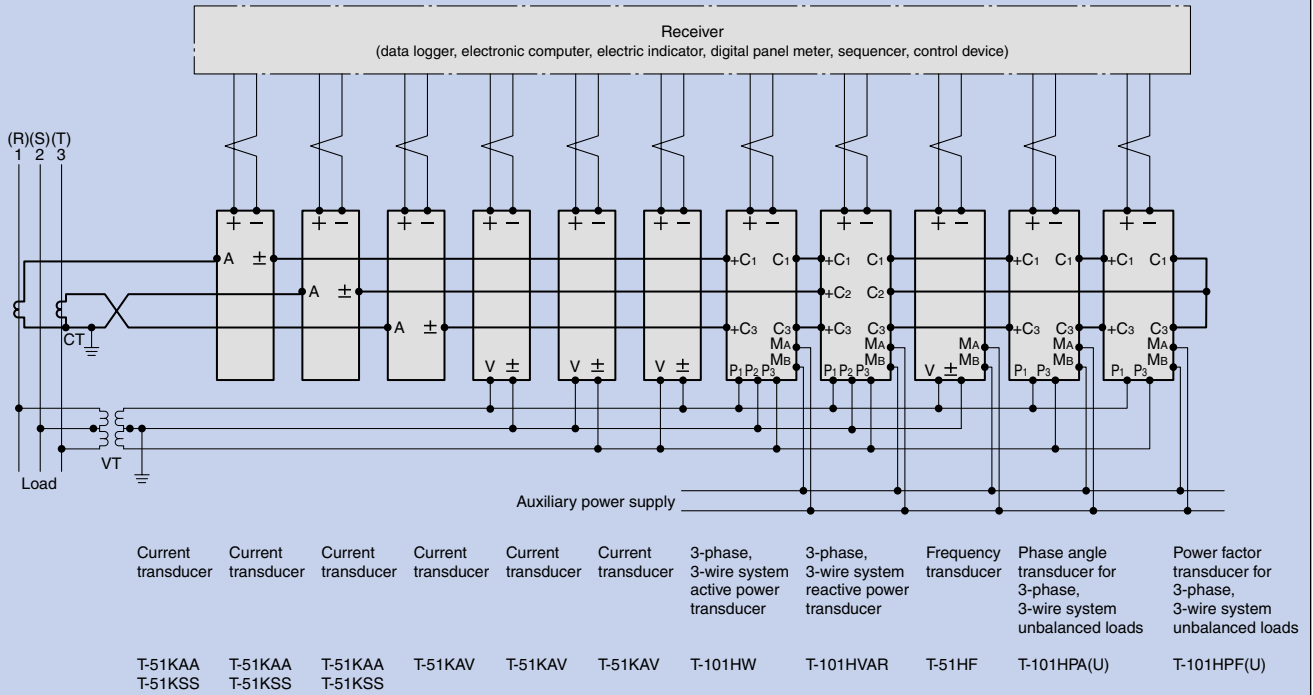 Receiver
(data logger, electronic computer, electric indicator, digital panel meter, sequencer, control device)
(R)(S)(T)
1 2 3
+ − + − + − + − + − + − + − + − + − + − + −
A ± +C1 C1 +C1 C1 +C1 C1 +C1 C1
A ± +C2 C2
A ± +C3 C3 +C3 C3 +C3 C3 +C3 C3
CT
MA MA MA MA MA
MB MB MB MB MB
V ± V ± V ± P1 P2 P3 P1 P2 P3 V ± P1 P3 P1 P3
VT
Load
Auxiliary power supply
Current transducer
Current transducer
Current transducer
Current transducer
Current transducer
Current transducer
3-phase,
3-wire system
active power
transducer
3-phase,
3-wire system
reactive power
transducer
Frequency
transducer
Phase angle
transducer for
3-phase,
3-wire system
unbalanced loads
Power factor
transducer for
3-phase,
3-wire system
unbalanced loads
T-51KAA T-51KAA T-51KAA T-51KAV T-51KAV T-51KAV T-101HW T-101HVAR T-51HF T-101HPA(U) T-101HPF(U)
T-51KSS T-51KSS T-51KSS